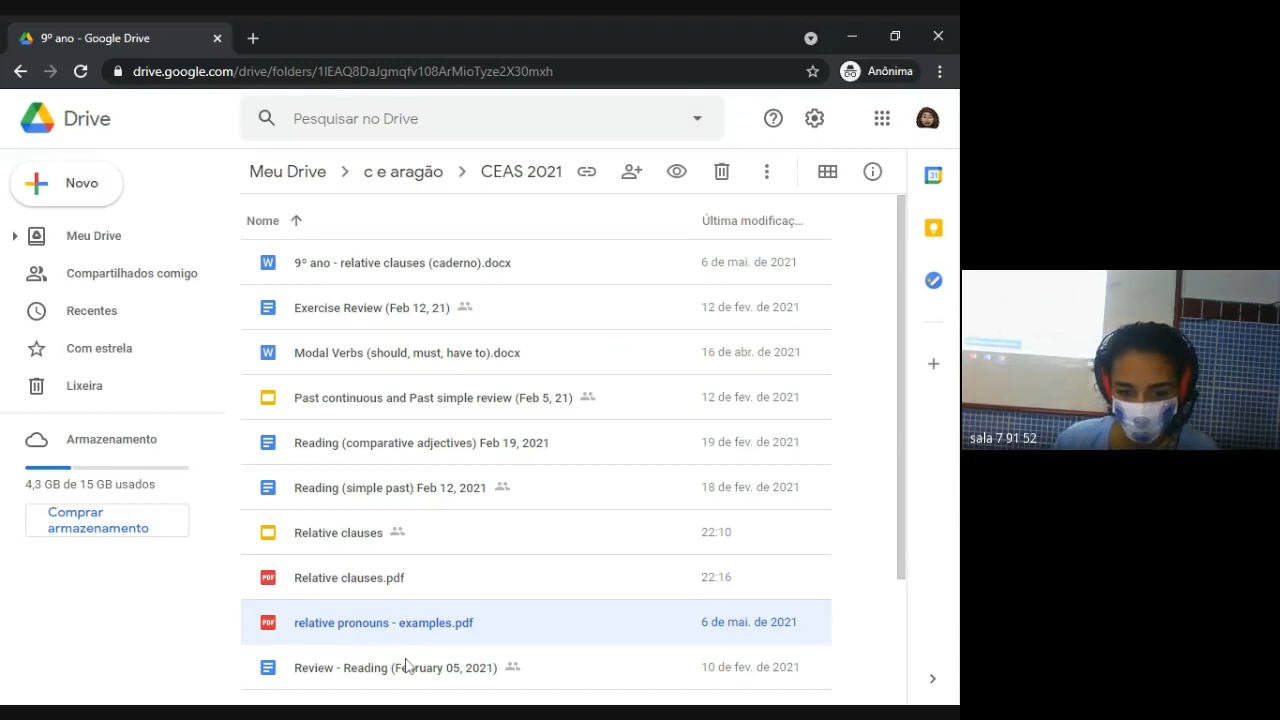 9º ano - Google Drive
drive.google.com/drive/folders/1IEAQ8DaJgmqfv108ArMioTyze2X30mxh
Anônima
Drive
Pesquisar no Drive
Novo
Meu Drive
Compartilhados comigo
Recentes
Com estrela
Lixeira
Armazenamento
4,3 GB de 15 GB usados
Comprar
armazenamento
Meu Drive
c e aragão
CEAS 2021
Nome
Última modificaç...
9º ano - relative clauses (caderno).docx
6 de mai. de 2021
Exercise Review (Feb 12, 21)
12 de fev. de 2021
Modal Verbs (should, must, have to).docx
16 de abr. de 2021
Past continuous and Past simple review (Feb 5, 21)
12 de fev. de 2021
Reading (comparative adjectives) Feb 19, 2021
19 de fev. de 2021
Reading (simple past) Feb 12, 2021
18 de fev. de 2021
Relative clauses
22:10
PDF
Relative clauses.pdf
22:16
PDF
relative pronouns - examples.pdf
6 de mai. de 2021
Review - Reading (February 05, 2021)
10 de fev. de 2021
31
sala 7 91 52